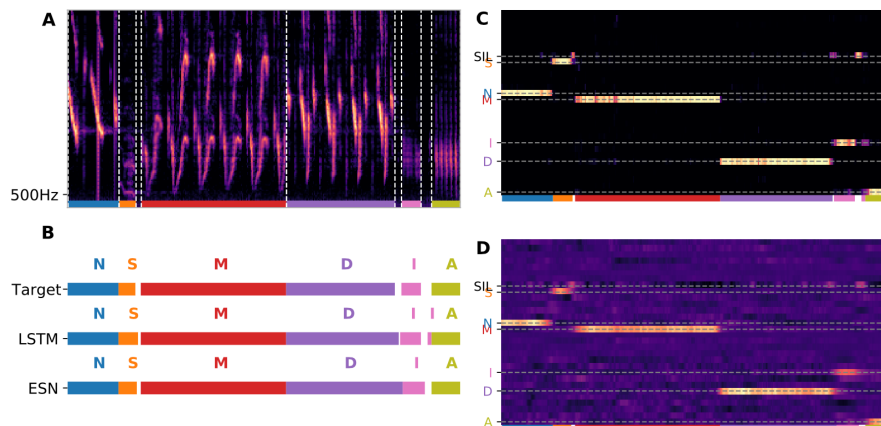 A
500Hz
B
N S M D I A
Target
N S M D I I A
LSTM
N S M D I A
ESN
C
SIL
S
N
M
I
D
A
D
SIL
S
N
M
I
D
A